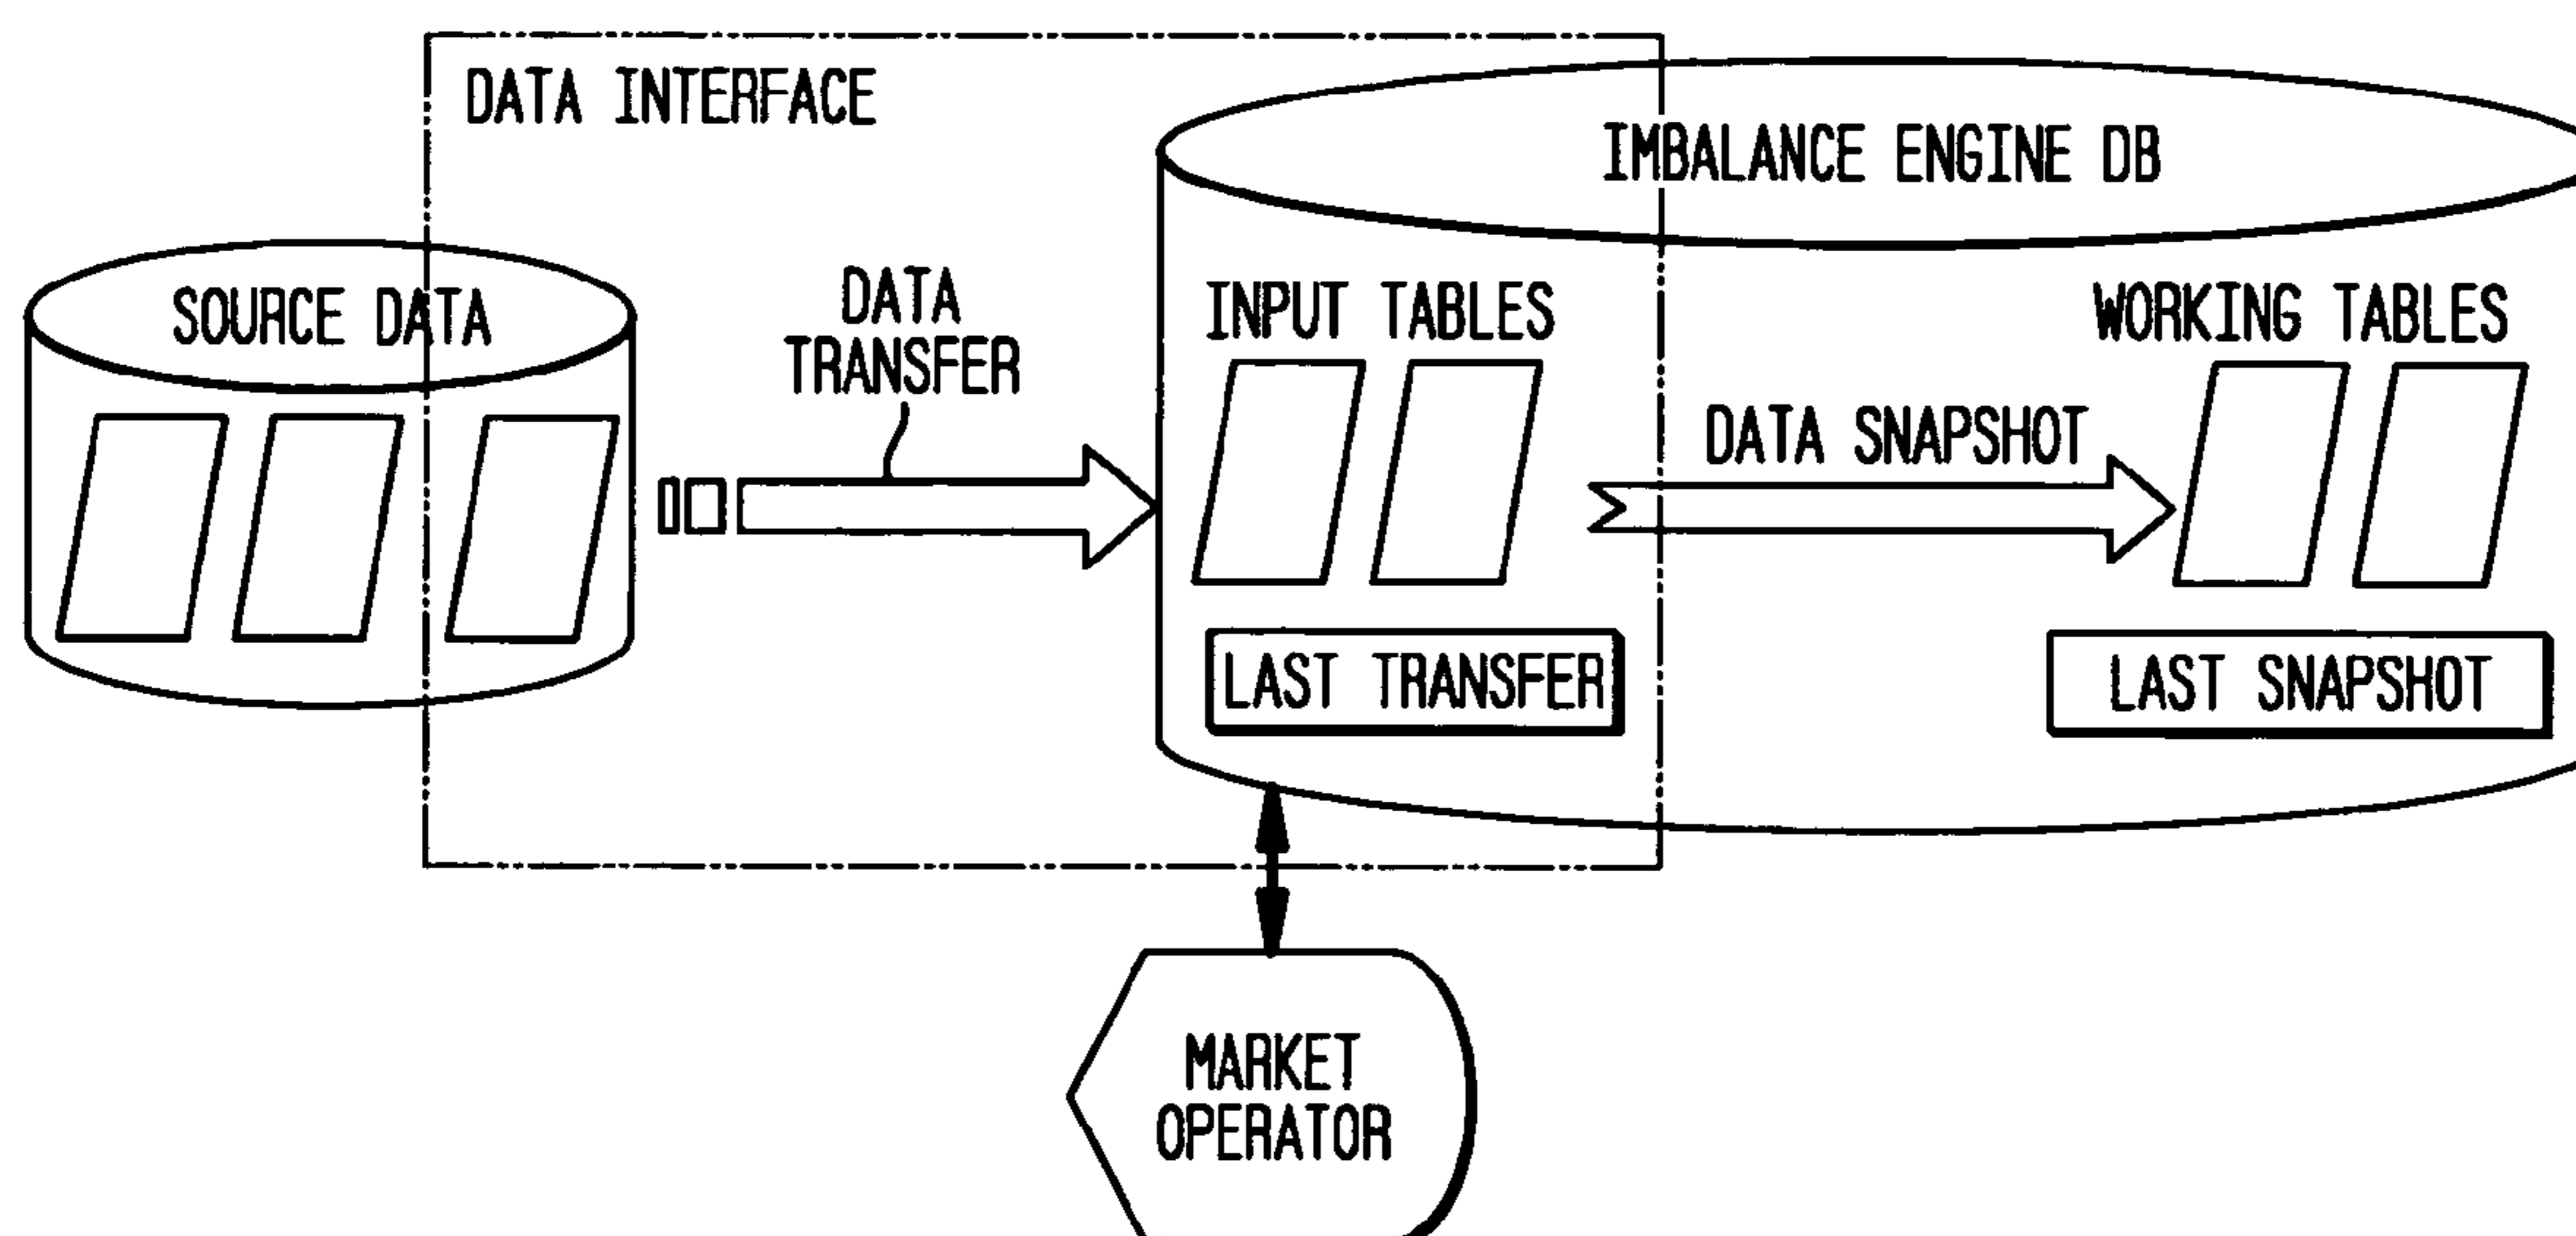 DATA INTERFACE
IMBALANCE ENGINE DB
SOURCE DATA
DATA
TRANSFER
INPUT TABLES
WORKING TABLES
DATA SNAPSHOT
LAST TRANSFER
LAST SNAPSHOT
MARKET
OPERATOR